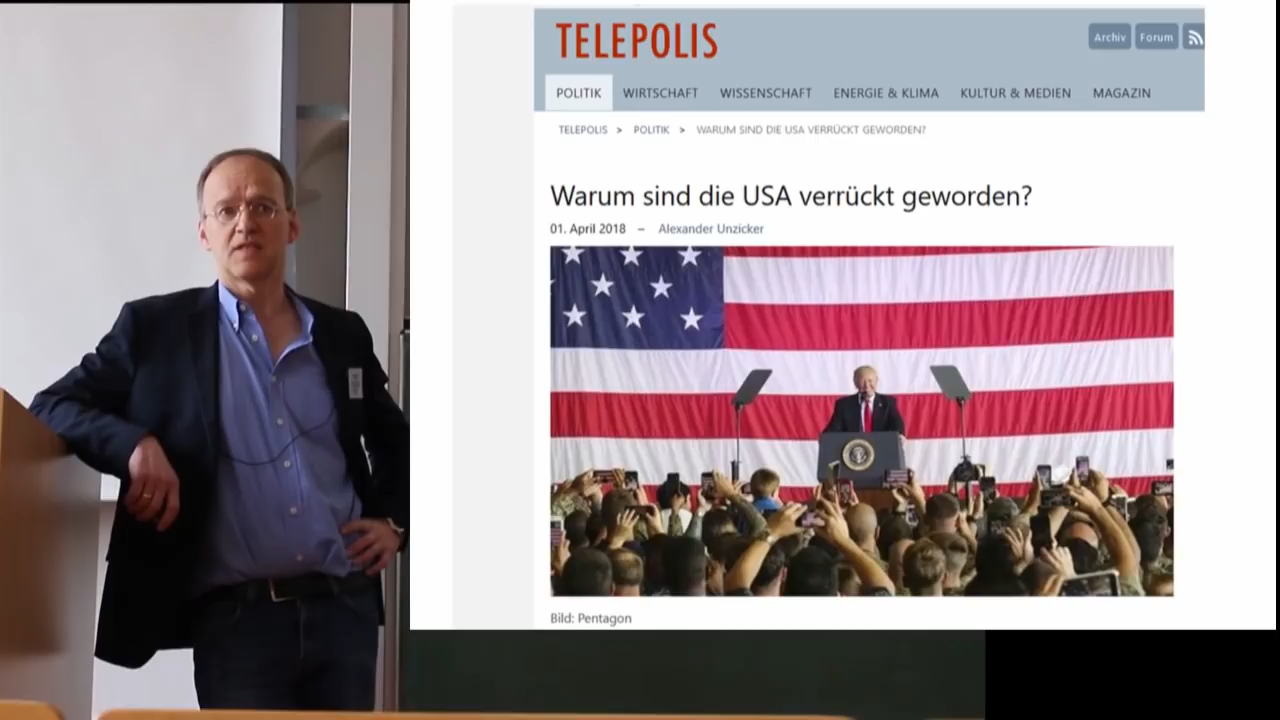 TELEPOLIS
Archiv Forum
POLITIK WIRTSCHAFT WISSENSCHAFT ENERGIE & KLIMA KULTUR & MEDIEN MAGAZIN
TELEPOLIS > POLITIK > WARUM SIND DIE USA VERRÜCKT GEWORDEN?
Warum sind die USA verrückt geworden?
01. April 2018 – Alexander Unzicker
Bild: Pentagon